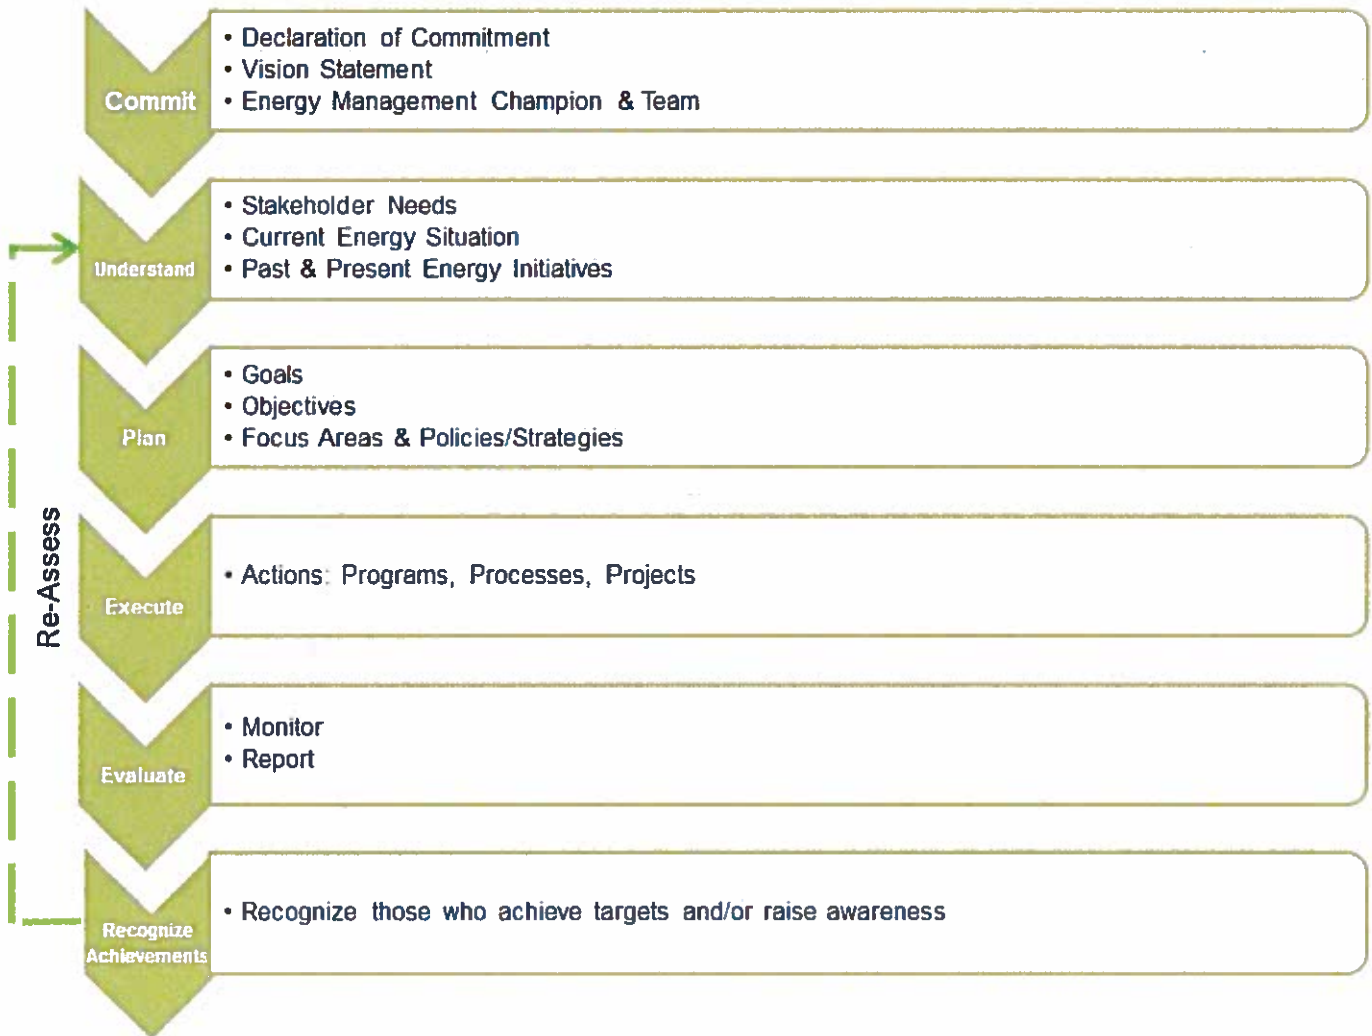 Commit
• Declaration of Commitment
• Vision Statement
• Energy Management Champion & Team
Understand
• Stakeholder Needs
• Current Energy Situation
• Past & Present Energy Initiatives
Plan
• Goals
• Objectives
• Focus Areas & Policies/Strategies
Execute
• Actions: Programs, Processes, Projects
Evaluate
• Monitor
• Report
Recognize
Achievements
• Recognize those who achieve targets and/or raise awareness
Re-Assess